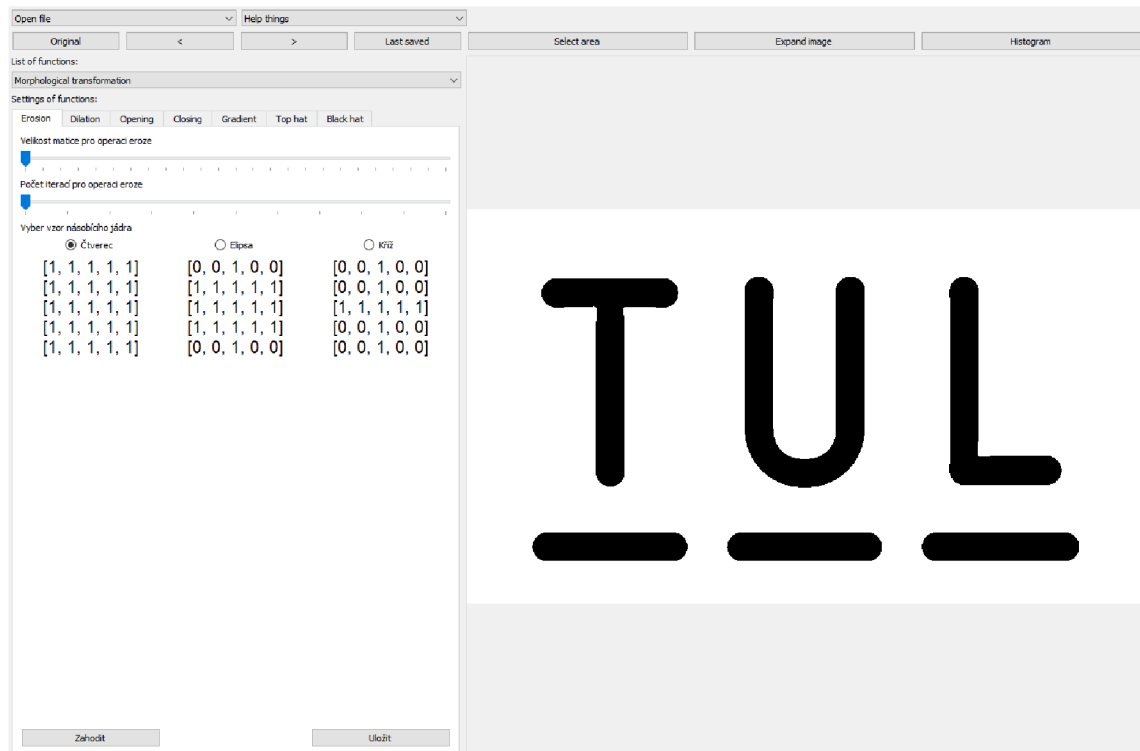 Open file Help things
Original < > Last saved Select area Expand image Histogram
List of functions:
Morphological transformation
Settings of functions:
Erosion Dilation Opening Closing Gradient Top hat Black hat
Velikost matice pro operaci eroze
Počet iterací pro operaci eroze
Vyber vzor násobícího jádra
Čtverec Elipsa Kříž
[1, 1, 1, 1, 1] [0, 0, 1, 0, 0] [0, 0, 1, 0, 0]
[1, 1, 1, 1, 1] [1, 1, 1, 1, 1] [0, 0, 1, 0, 0]
[1, 1, 1, 1, 1] [1, 1, 1, 1, 1] [1, 1, 1, 1, 1]
[1, 1, 1, 1, 1] [1, 1, 1, 1, 1] [0, 0, 1, 0, 0]
[1, 1, 1, 1, 1] [0, 0, 1, 0, 0] [0, 0, 1, 0, 0]
TUL
Zahodit Uložit